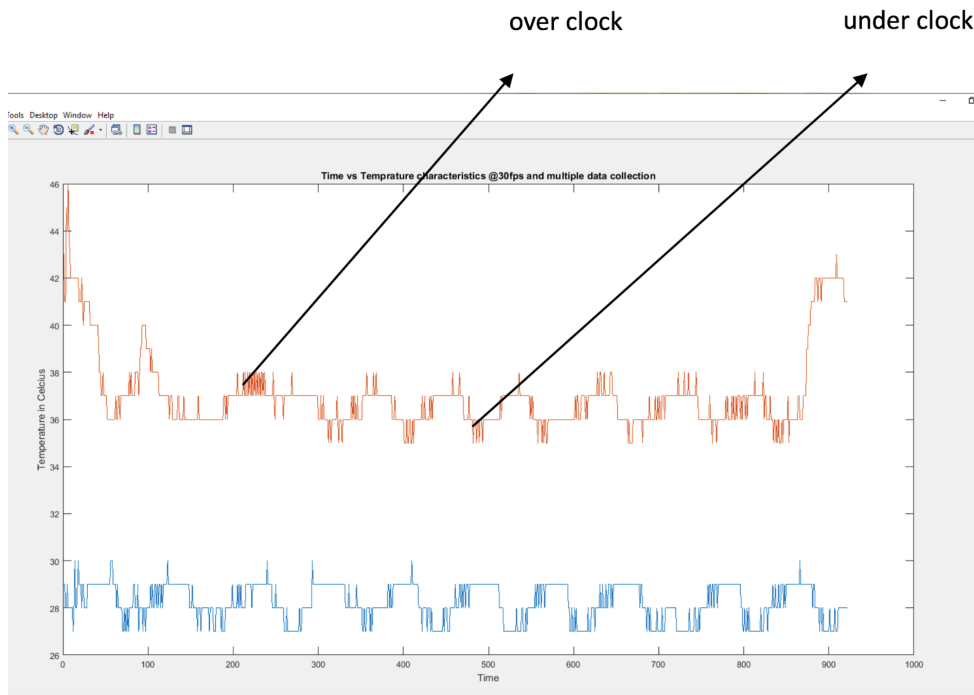 over clock
under clock
Tools Desktop Window Help
Time vs Temprature characteristics @30fps and multiple data collection
46
44
42
40
38
36
34
32
30
28
26
Temperature in Celcius
0 100 200 300 400 500 600 700 800 900 1000
Time